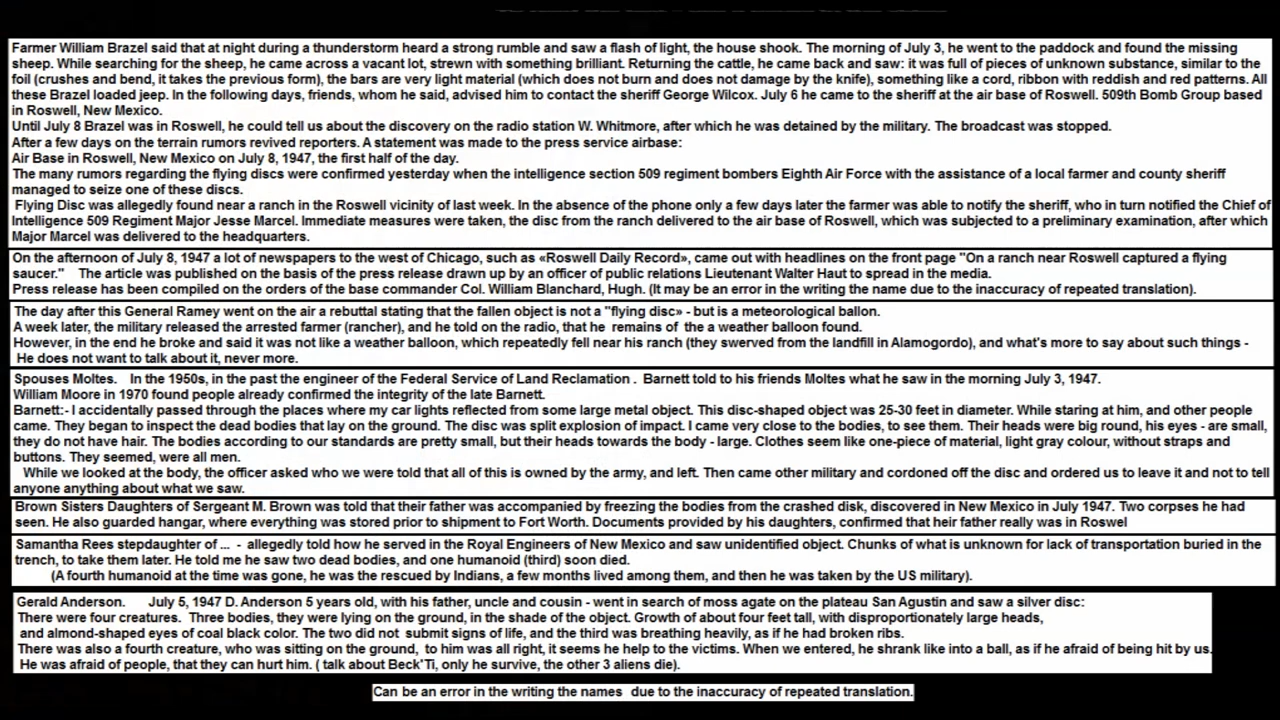 Farmer William Brazel said that at night during a thunderstorm heard a strong rumble and saw a flash of light, the house shook. The morning of July 3, he went to the paddock and found the missing
sheep. While searching for the sheep, he came across a vacant lot, strewn with something brilliant. Returning the cattle, he came back and saw: it was full of pieces of unknown substance, similar to the
foil (crushes and bend, it takes the previous form), the bars are very light material (which does not burn and does not damage by the knife), something like a cord, ribbon with reddish and red patterns. All
these Brazel loaded jeep. In the following days, friends, whom he said, advised him to contact the sheriff George Wilcox. July 6 he came to the sheriff at the air base of Roswell. 509th Bomb Group based
in Roswell, New Mexico.
Until July 8 Brazel was in Roswell, he could tell us about the discovery on the radio station W. Whitmore, after which he was detained by the military. The broadcast was stopped.
After a few days on the terrain rumors revived reporters. A statement was made to the press service airbase:
Air Base in Roswell, New Mexico on July 8, 1947, the first half of the day.
The many rumors regarding the flying discs were confirmed yesterday when the intelligence section 509 regiment bombers Eighth Air Force with the assistance of a local farmer and county sheriff
managed to seize one of these discs.
Flying Disc was allegedly found near a ranch in the Roswell vicinity of last week. In the absence of the phone only a few days later the farmer was able to notify the sheriff, who in turn notified the Chief of
Intelligence 509 Regiment Major Jesse Marcel. Immediate measures were taken, the disc from the ranch delivered to the air base of Roswell, which was subjected to a preliminary examination, after which
Major Marcel was delivered to the headquarters.
On the afternoon of July 8, 1947 a lot of newspapers to the west of Chicago, such as «Roswell Daily Record», came out with headlines on the front page "On a ranch near Roswell captured a flying
saucer." The article was published on the basis of the press release drawn up by an officer of public relations Lieutenant Walter Haut to spread in the media.
Press release has been compiled on the orders of the base commander Col. William Blanchard, Hugh. (It may be an error in the writing the name due to the inaccuracy of repeated translation).
The day after this General Ramey went on the air a rebuttal stating that the fallen object is not a "flying disc» - but is a meteorological ballon.
A week later, the military released the arrested farmer (rancher), and he told on the radio, that he remains of the a weather balloon found.
However, in the end he broke and said it was not like a weather balloon, which repeatedly fell near his ranch (they swerved from the landfill in Alamogordo), and what's more to say about such things -
He does not want to talk about it, never more.
Spouses Moltes. In the 1950s, in the past the engineer of the Federal Service of Land Reclamation . Barnett told to his friends Moltes what he saw in the morning July 3, 1947.
William Moore in 1970 found people already confirmed the integrity of the late Barnett.
Barnett:- I accidentally passed through the places where my car lights reflected from some large metal object. This disc-shaped object was 25-30 feet in diameter. While staring at him, and other people
came. They began to inspect the dead bodies that lay on the ground. The disc was split explosion of impact. I came very close to the bodies, to see them. Their heads were big round, his eyes - are small,
they do not have hair. The bodies according to our standards are pretty small, but their heads towards the body - large. Clothes seem like one-piece of material, light gray colour, without straps and
buttons. They seemed, were all men.
While we looked at the body, the officer asked who we were told that all of this is owned by the army, and left. Then came other military and cordoned off the disc and ordered us to leave it and not to tell
anyone anything about what we saw.
Brown Sisters Daughters of Sergeant M. Brown was told that their father was accompanied by freezing the bodies from the crashed disk, discovered in New Mexico in July 1947. Two corpses he had
seen. He also guarded hangar, where everything was stored prior to shipment to Fort Worth. Documents provided by his daughters, confirmed that heir father really was in Roswel
Samantha Rees stepdaughter of ... - allegedly told how he served in the Royal Engineers of New Mexico and saw unidentified object. Chunks of what is unknown for lack of transportation buried in the
trench, to take them later. He told me he saw two dead bodies, and one humanoid (third) soon died.
(A fourth humanoid at the time was gone, he was the rescued by Indians, a few months lived among them, and then he was taken by the US military).
Gerald Anderson. July 5, 1947 D. Anderson 5 years old, with his father, uncle and cousin - went in search of moss agate on the plateau San Agustin and saw a silver disc:
There were four creatures. Three bodies, they were lying on the ground, in the shade of the object. Growth of about four feet tall, with disproportionately large heads,
and almond-shaped eyes of coal black color. The two did not submit signs of life, and the third was breathing heavily, as if he had broken ribs.
There was also a fourth creature, who was sitting on the ground, to him was all right, it seems he help to the victims. When we entered, he shrank like into a ball, as if he afraid of being hit by us.
He was afraid of people, that they can hurt him. ( talk about Beck'Ti, only he survive, the other 3 aliens die).
Can be an error in the writing the names due to the inaccuracy of repeated translation.